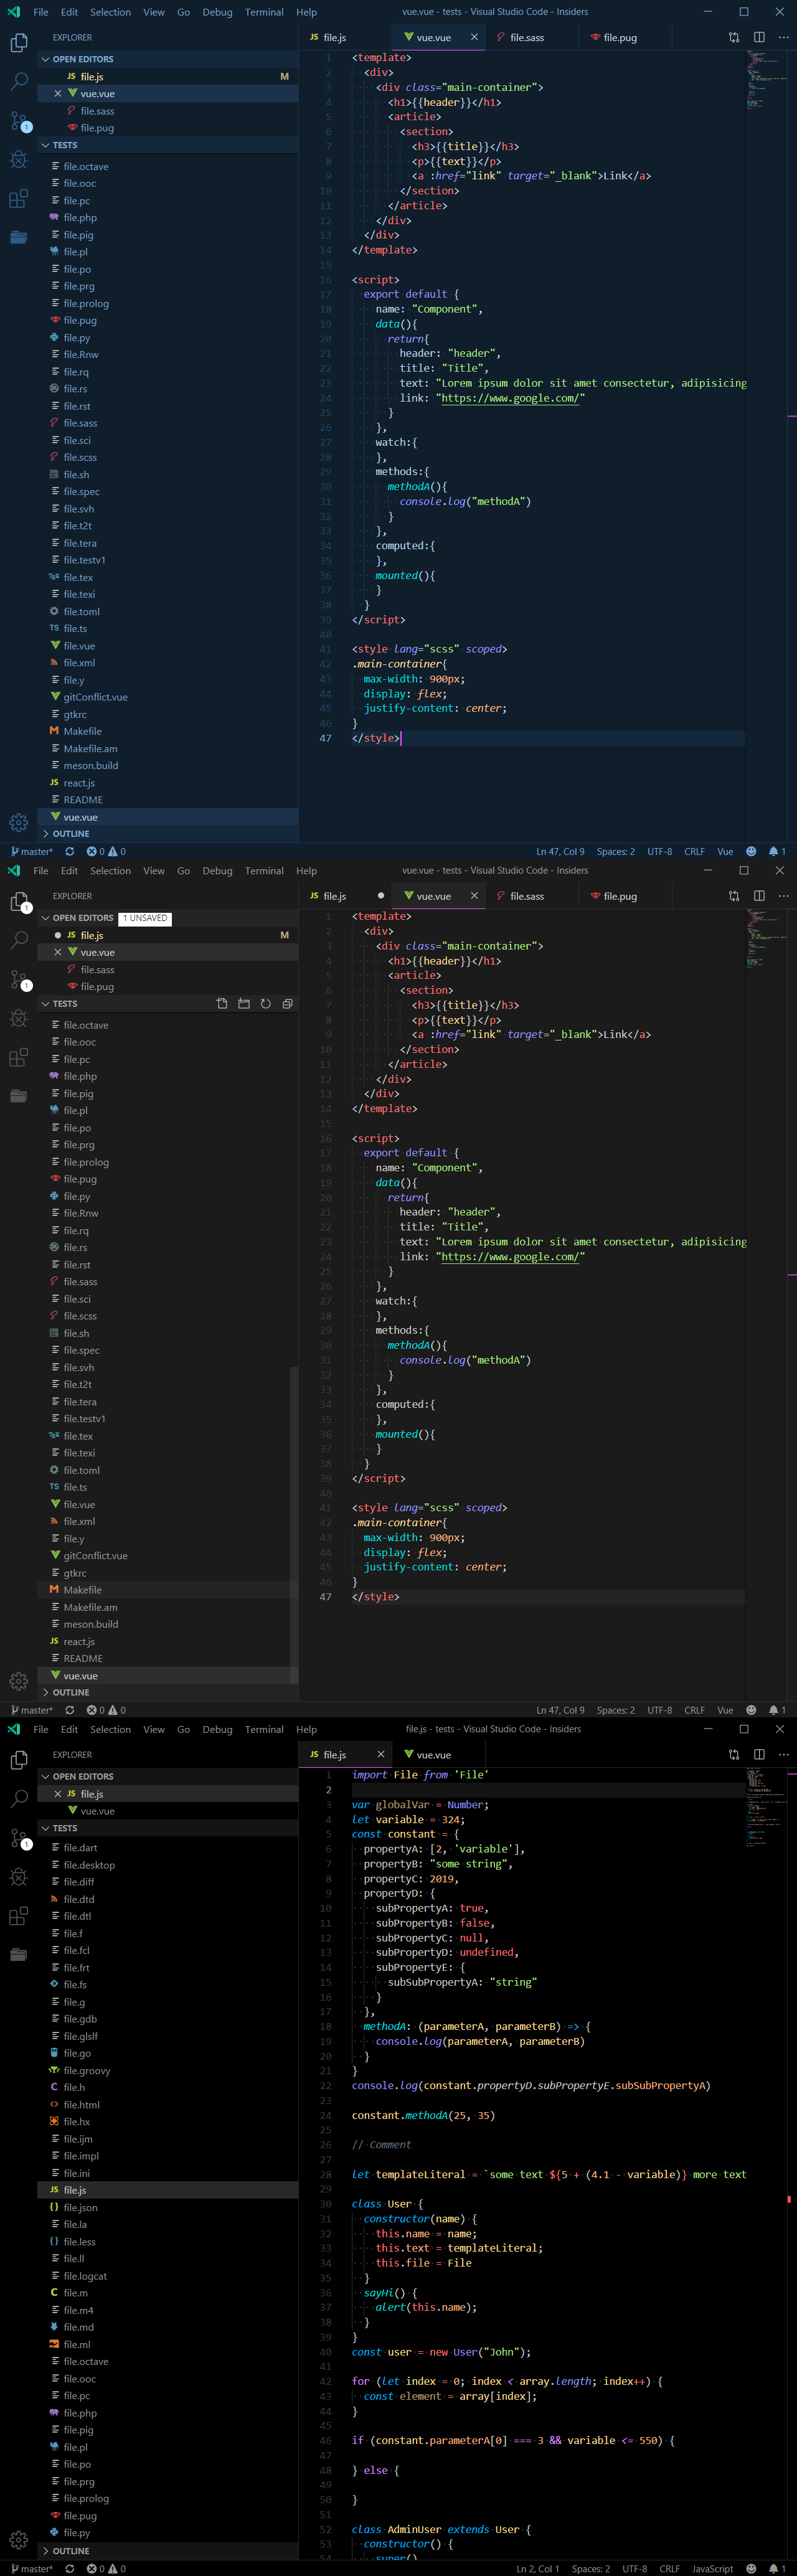 File Edit Selection View Go Debug Terminal Help vue.vue - tests - Visual Studio Code - Insiders
EXPLORER
JS file.js vue.vue file.sass file.pug
OPEN EDITORS
JS file.js M
vue.vue
file.sass
file.pug
1
TESTS
file.octave
file.ooc
file.pc
file.php
file.pig
file.pl
file.po
file.prg
file.prolog
file.pug
file.py
file.Rnw
file.rq
file.rs
file.rst
file.sass
file.sci
file.scss
file.sh
file.spec
file.svh
file.t2t
file.tera
file.testv1
TEX file.tex
file.texi
file.toml
TS file.ts
file.vue
file.xml
file.y
gitConflict.vue
gtkrc
M Makefile
Makefile.am
meson.build
JS react.js
README
vue.vue
OUTLINE
1 <template>
2 <div>
3 <div class="main-container">
4 <h1>{{header}}</h1>
5 <article>
6 <section>
7 <h3>{{title}}</h3>
8 <p>{{text}}</p>
9 <a :href="link" target="_blank">Link</a>
10 </section>
11 </article>
12 </div>
13 </div>
14 </template>
15
16 <script>
17 export default {
18 name: "Component",
19 data(){
20 return{
21 header: "header",
22 title: "Title",
23 text: "Lorem ipsum dolor sit amet consectetur, adipisicing
24 link: "https://www.google.com/"
25 }
26 },
27 watch:{
28 },
29 methods:{
30 methodA(){
31 console.log("methodA")
32 }
33 },
34 computed:{
35 },
36 mounted(){
37 }
38 }
39 </script>
40
41 <style lang="scss" scoped>
42 .main-container{
43 max-width: 900px;
44 display: flex;
45 justify-content: center;
46 }
47 </style>
master* 0 0 Ln 47, Col 9 Spaces: 2 UTF-8 CRLF Vue 1
File Edit Selection View Go Debug Terminal Help vue.vue - tests - Visual Studio Code - Insiders
EXPLORER
JS file.js vue.vue file.sass file.pug
1
OPEN EDITORS 1 UNSAVED
JS file.js M
vue.vue
file.sass
file.pug
1
TESTS
file.octave
file.ooc
file.pc
file.php
file.pig
file.pl
file.po
file.prg
file.prolog
file.pug
file.py
file.Rnw
file.rq
file.rs
file.rst
file.sass
file.sci
file.scss
file.sh
file.spec
file.svh
file.t2t
file.tera
file.testv1
TEX file.tex
file.texi
file.toml
TS file.ts
file.vue
file.xml
file.y
gitConflict.vue
gtkrc
M Makefile
Makefile.am
meson.build
JS react.js
README
vue.vue
OUTLINE
1 <template>
2 <div>
3 <div class="main-container">
4 <h1>{{header}}</h1>
5 <article>
6 <section>
7 <h3>{{title}}</h3>
8 <p>{{text}}</p>
9 <a :href="link" target="_blank">Link</a>
10 </section>
11 </article>
12 </div>
13 </div>
14 </template>
15
16 <script>
17 export default {
18 name: "Component",
19 data(){
20 return{
21 header: "header",
22 title: "Title",
23 text: "Lorem ipsum dolor sit amet consectetur, adipisicing
24 link: "https://www.google.com/"
25 }
26 },
27 watch:{
28 },
29 methods:{
30 methodA(){
31 console.log("methodA")
32 }
33 },
34 computed:{
35 },
36 mounted(){
37 }
38 }
39 </script>
40
41 <style lang="scss" scoped>
42 .main-container{
43 max-width: 900px;
44 display: flex;
45 justify-content: center;
46 }
47 </style>
master* 0 0 Ln 47, Col 9 Spaces: 2 UTF-8 CRLF Vue 1
File Edit Selection View Go Debug Terminal Help file.js - tests - Visual Studio Code - Insiders
EXPLORER
JS file.js vue.vue
OPEN EDITORS
JS file.js
vue.vue
1
TESTS
file.dart
file.desktop
file.diff
file.dtd
file.dtl
file.f
file.fcl
file.frt
file.fs
file.g
file.gdb
file.glslf
file.go
file.groovy
C file.h
file.html
file.hx
file.ijm
file.impl
file.ini
JS file.js
{} file.json
file.la
{} file.less
file.ll
file.logcat
C file.m
file.m4
file.md
file.ml
file.octave
file.ooc
file.pc
file.php
file.pig
file.pl
file.po
file.prg
file.prolog
file.pug
file.py
OUTLINE
1 import File from 'File'
2
3 var globalVar = Number;
4 let variable = 324;
5 const constant = {
6 propertyA: [2, 'variable'],
7 propertyB: "some string",
8 propertyC: 2019,
9 propertyD: {
10 subPropertyA: true,
11 subPropertyB: false,
12 subPropertyC: null,
13 subPropertyD: undefined,
14 subPropertyE: {
15 subSubPropertyA: "string"
16 }
17 },
18 methodA: (parameterA, parameterB) => {
19 console.log(parameterA, parameterB)
20 }
21 }
22 console.log(constant.propertyD.subPropertyE.subSubPropertyA)
23
24 constant.methodA(25, 35)
25
26 // Comment
27
28 let templateLiteral = `some text ${5 + (4.1 - variable)} more text
29
30 class User {
31 constructor(name) {
32 this.name = name;
33 this.text = templateLiteral;
34 this.file = File
35 }
36 sayHi() {
37 alert(this.name);
38 }
39 }
40 const user = new User("John");
41
42 for (let index = 0; index < array.length; index++) {
43 const element = array[index];
44 }
45
46 if (constant.parameterA[0] === 3 && variable <= 550) {
47
48 } else {
49
50 }
51
52 class AdminUser extends User {
53 constructor() {
54 super()
master* 0 0 Ln 2, Col 1 Spaces: 2 UTF-8 CRLF JavaScript 1